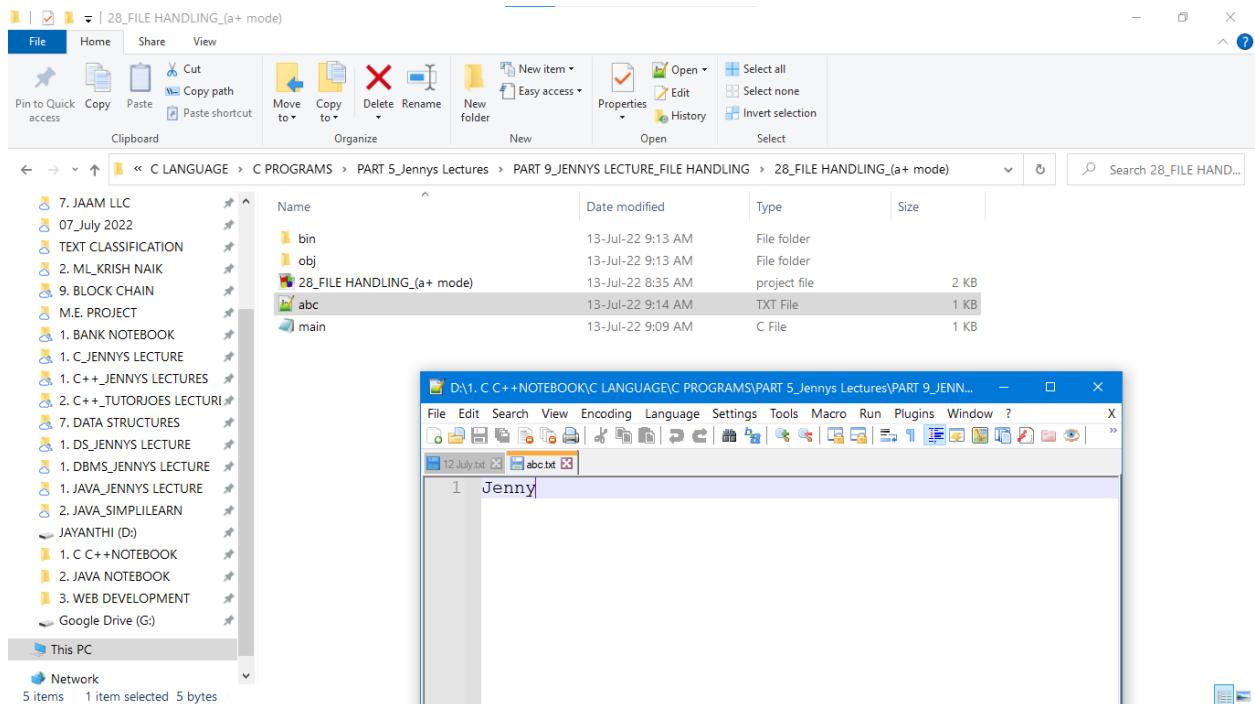 28_FILE HANDLING_(a+ mode)
File Home Share View
Pin to Quick access
Copy
Paste
Cut
Copy path
Paste shortcut
Clipboard
Move to
Copy to
Delete
Rename
Organize
New folder
New item
Easy access
New
Properties
Open
Edit
History
Open
Select all
Select none
Invert selection
Select
« C LANGUAGE > C PROGRAMS > PART 5_Jennys Lectures > PART 9_JENNYS LECTURE_FILE HANDLING > 28_FILE HANDLING_(a+ mode)
Search 28_FILE HAND...
7. JAAM LLC
07_July 2022
TEXT CLASSIFICATION
2. ML_KRISH NAIK
9. BLOCK CHAIN
M.E. PROJECT
1. BANK NOTEBOOK
1. C_JENNYS LECTURE
1. C++_JENNYS LECTURES
2. C++_TUTORJOES LECTURE
7. DATA STRUCTURES
1. DS_JENNYS LECTURE
1. DBMS_JENNYS LECTURE
1. JAVA_JENNYS LECTURE
2. JAVA_SIMPLILEARN
JAYANTHI (D:)
1. C C++NOTEBOOK
2. JAVA NOTEBOOK
3. WEB DEVELOPMENT
Google Drive (G:)
This PC
Network
Name Date modified Type Size
bin 13-Jul-22 9:13 AM File folder
obj 13-Jul-22 9:13 AM File folder
28_FILE HANDLING_(a+ mode) 13-Jul-22 8:35 AM project file 2 KB
abc 13-Jul-22 9:14 AM TXT File 1 KB
main 13-Jul-22 9:09 AM C File 1 KB
D:\1. C C++NOTEBOOK\C LANGUAGE\C PROGRAMS\PART 5_Jennys Lectures\PART 9_JENN...
File Edit Search View Encoding Language Settings Tools Macro Run Plugins Window ? X
12 July.txt abc.txt
1 Jenny
5 items 1 item selected 5 bytes